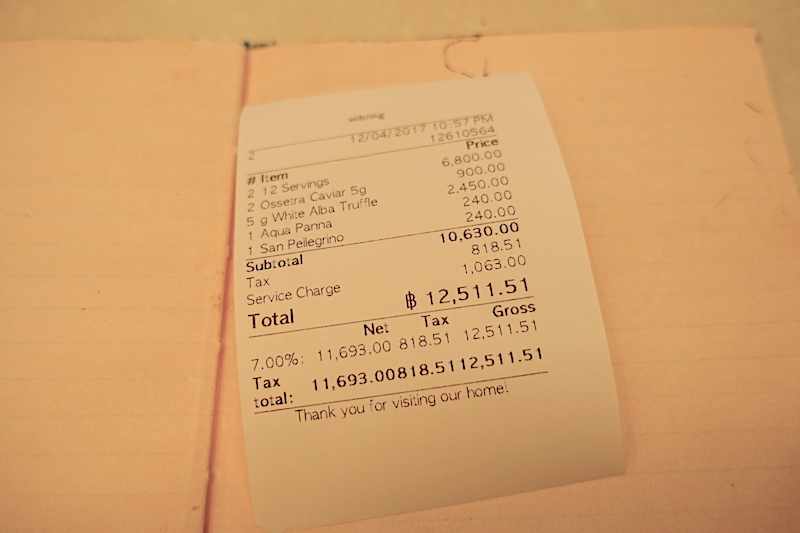 sühring
12/04/2017 10:57 PM
2 12610564
# Item Price
2 12 Servings 6,800.00
2 Ossetra Caviar 5g 900.00
5 g White Alba Truffle 2,450.00
1 Aqua Panna 240.00
1 San Pellegrino 240.00
Subtotal 10,630.00
Tax 818.51
Service Charge 1,063.00
Total ฿ 12,511.51
Net Tax Gross
7.00%: 11,693.00 818.51 12,511.51
Tax total: 11,693.00818.5112,511.51
Thank you for visiting our home!